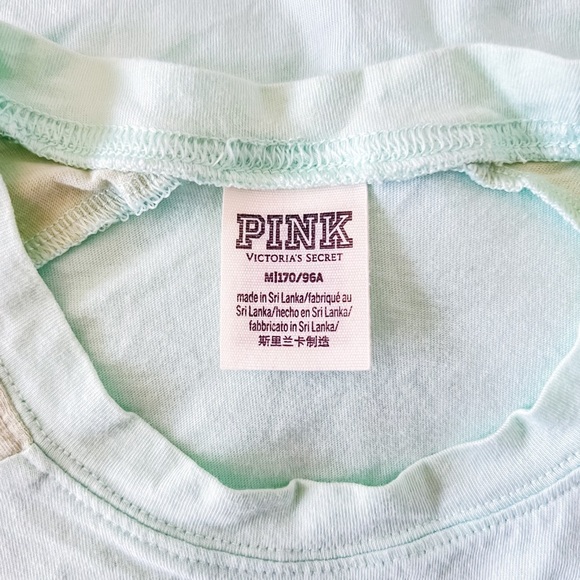 PINK
VICTORIA'S SECRET
M|170/96A
made in Sri Lanka/fabriqué au
Sri Lanka/hecho en Sri Lanka/
fabbricato in Sri Lanka/
斯里兰卡制造